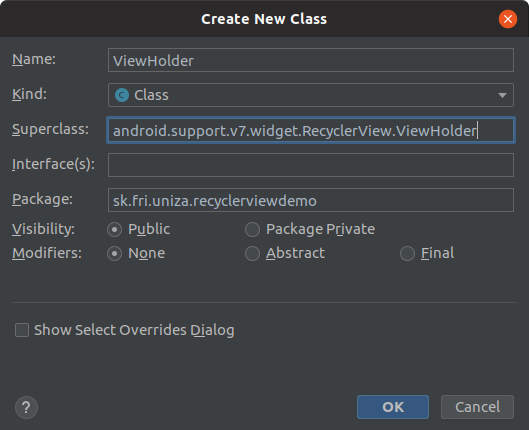 Create New Class
Name: ViewHolder
Kind: C Class
Superclass: android.support.v7.widget.RecyclerView.ViewHolder
Interface(s):
Package: sk.fri.uniza.recyclerviewdemo
Visibility: Public Package Private
Modifiers: None Abstract Final
Show Select Overrides Dialog
? OK Cancel